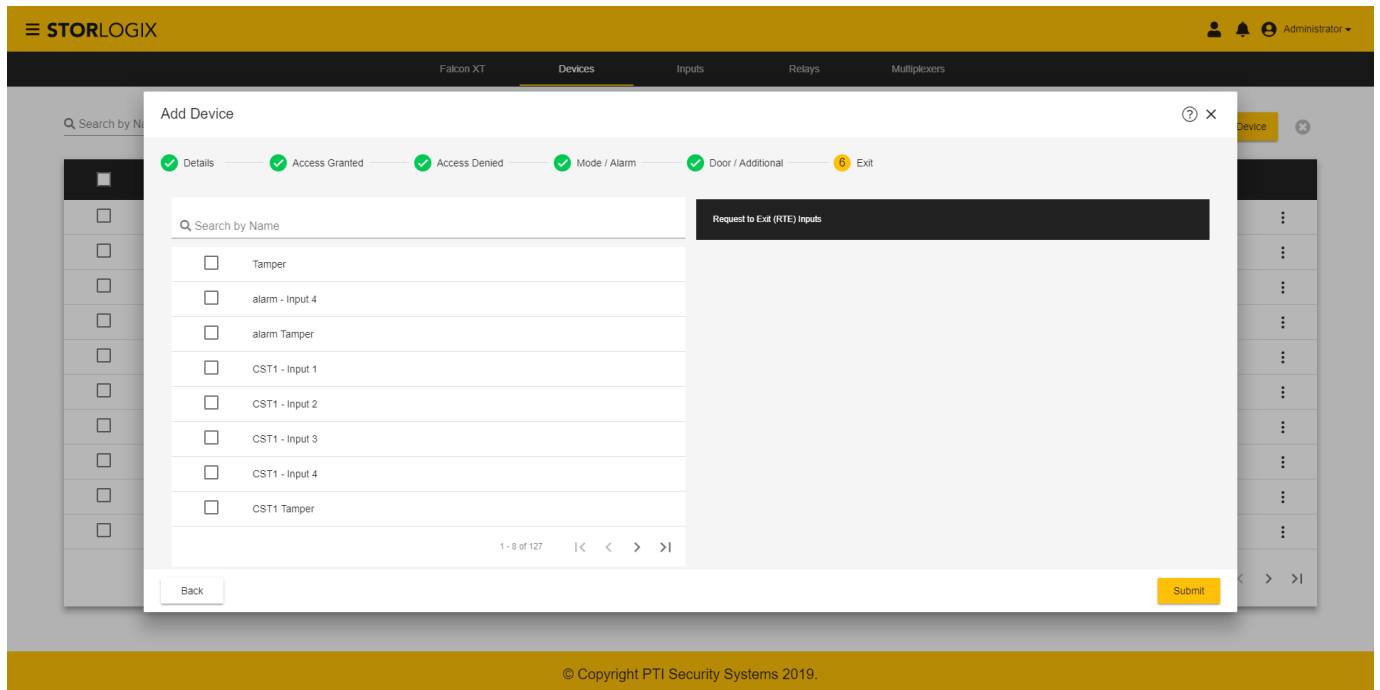 STORLOGIX
Administrator
Falcon XT Devices Inputs Relays Multiplexers
Search by Na
Device
Add Device
Details Access Granted Access Denied Mode / Alarm Door / Additional 6 Exit
Search by Name
Request to Exit (RTE) Inputs
Tamper
alarm - Input 4
alarm Tamper
CST1 - Input 1
CST1 - Input 2
CST1 - Input 3
CST1 - Input 4
CST1 Tamper
1 - 8 of 127
Back
Submit
© Copyright PTI Security Systems 2019.